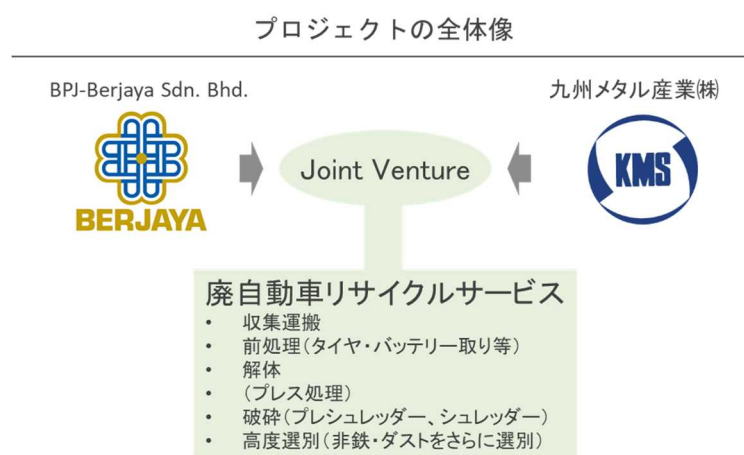 プロジェクトの全体像
BPJ-Berjaya Sdn. Bhd.
九州メタル産業㈱
BERJAYA
Joint Venture
KMS
廃自動車リサイクルサービス
• 収集運搬
• 前処理(タイヤ・バッテリー取り等)
• 解体
• (プレス処理)
• 破砕(プレシュレッダー、シュレッダー)
• 高度選別(非鉄・ダストをさらに選別)